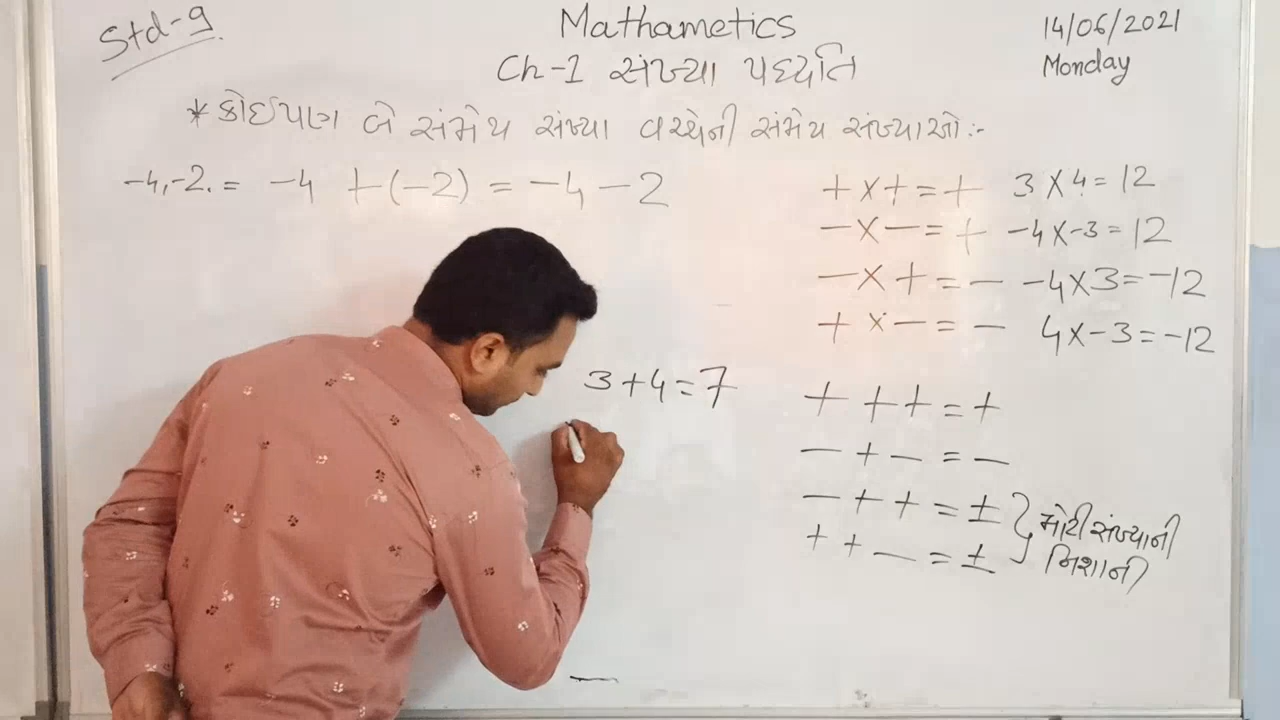 Std-9
Mathametics
14/06/2021
Monday
Ch-1 સંખ્યા પદ્ધતિ
* કોઈપણ બે સંમેય સંખ્યા વચ્ચેની સંમેય સંખ્યાઓ:-
-4,-2. = -4 +(-2) = -4-2
+ x + = + 3 x 4 = 12
- x - = + -4 x -3 = 12
- x + = - -4 x 3 = -12
+ x - = - 4 x -3 = -12
3+4=7
+ + + = +
- + - = -
- + + = ±
+ + - = ±
} મોટી સંખ્યાની
નિશાની